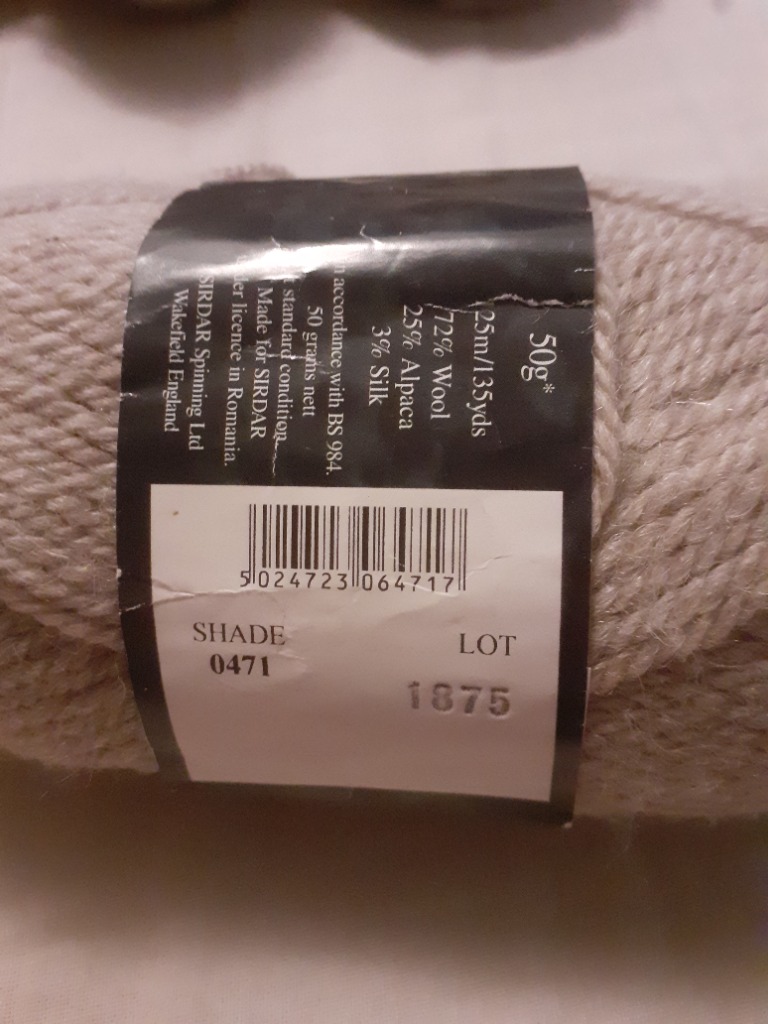 50g*
25m/135yds
72% Wool
25% Alpaca
3% Silk
accordance with BS 984.
50 grams nett
standard condition
Made for SIRDAR
licence in Romania.
SIRDAR Spinning Ltd
Wakefield England
5 024723 064717
SHADE
0471
LOT
1875